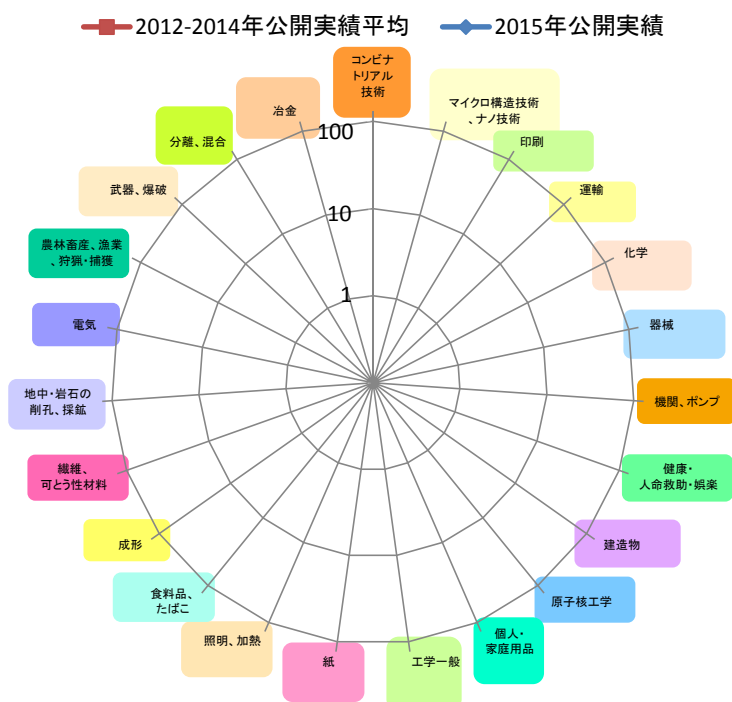 2012-2014年公開実績平均
2015年公開実績
コンビナ
トリアル
技術
マイクロ構造技術
、ナノ技術
印刷
運輸
化学
器械
機関、ポンプ
健康・
人命救助・娯楽
建造物
原子核工学
個人・
家庭用品
工学一般
紙
照明、加熱
食料品、
たばこ
成形
繊維、
可とう性材料
地中・岩石の
削孔、採鉱
電気
農林畜産、漁業
、狩猟・捕獲
武器、爆破
分離、混合
冶金
100
10
1